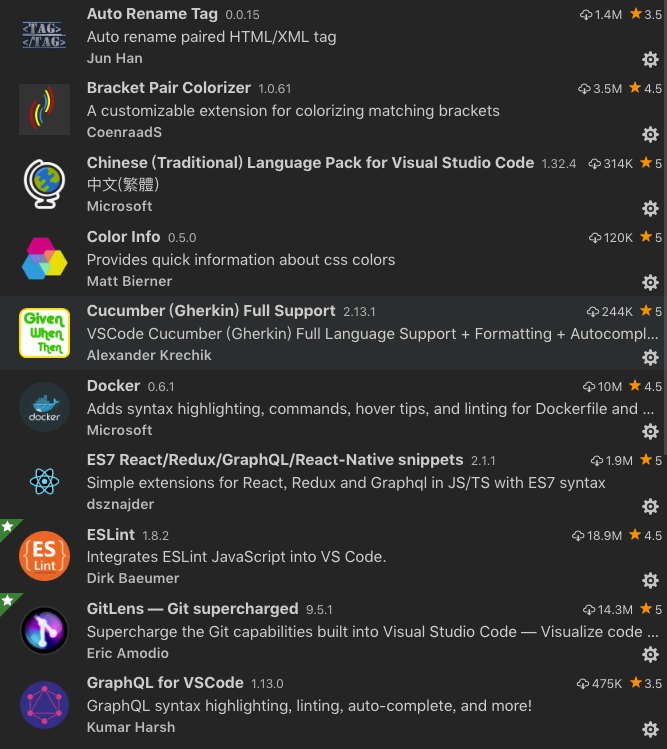 <TAG>
</TAG>
Auto Rename Tag 0.0.15 1.4M 3.5
Auto rename paired HTML/XML tag
Jun Han
Bracket Pair Colorizer 1.0.61 3.5M 4.5
A customizable extension for colorizing matching brackets
CoenraadS
Chinese (Traditional) Language Pack for Visual Studio Code 1.32.4 314K 5
中文(繁體)
Microsoft
Color Info 0.5.0 120K 5
Provides quick information about css colors
Matt Bierner
Given
When
Then
Cucumber (Gherkin) Full Support 2.13.1 244K 5
VSCode Cucumber (Gherkin) Full Language Support + Formatting + Autocompl...
Alexander Krechik
docker
Docker 0.6.1 10M 4.5
Adds syntax highlighting, commands, hover tips, and linting for Dockerfile and ...
Microsoft
ES7 React/Redux/GraphQL/React-Native snippets 2.1.1 1.9M 5
Simple extensions for React, Redux and Graphql in JS/TS with ES7 syntax
dsznajder
{ES}
Lint
ESLint 1.8.2 18.9M 4.5
Integrates ESLint JavaScript into VS Code.
Dirk Baeumer
GitLens — Git supercharged 9.5.1 14.3M 5
Supercharge the Git capabilities built into Visual Studio Code — Visualize code ...
Eric Amodio
GraphQL for VSCode 1.13.0 475K 3.5
GraphQL syntax highlighting, linting, auto-complete, and more!
Kumar Harsh